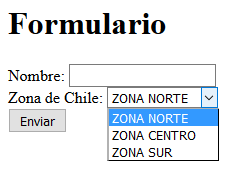 Formulario
Nombre:
Zona de Chile: ZONA NORTE
ZONA NORTE
Enviar
ZONA CENTRO
ZONA SUR